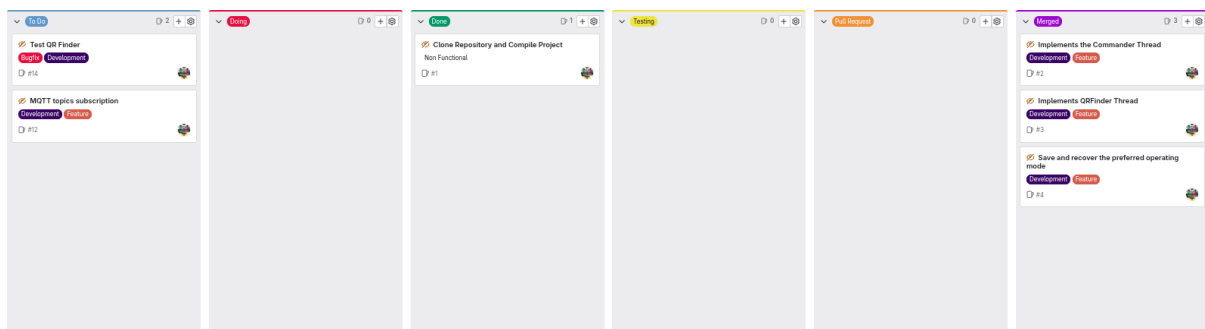 To Do 2
Test QR Finder
Bugfix Development
#14
MQTT topics subscription
Development Feature
#12
Doing 0
Done 1
Clone Repository and Compile Project
Non Functional
#1
Testing 0
Pull Request 0
Merged 3
Implements the Commander Thread
Development Feature
#2
Implements QRFinder Thread
Development Feature
#3
Save and recover the preferred operating
mode
Development Feature
#4